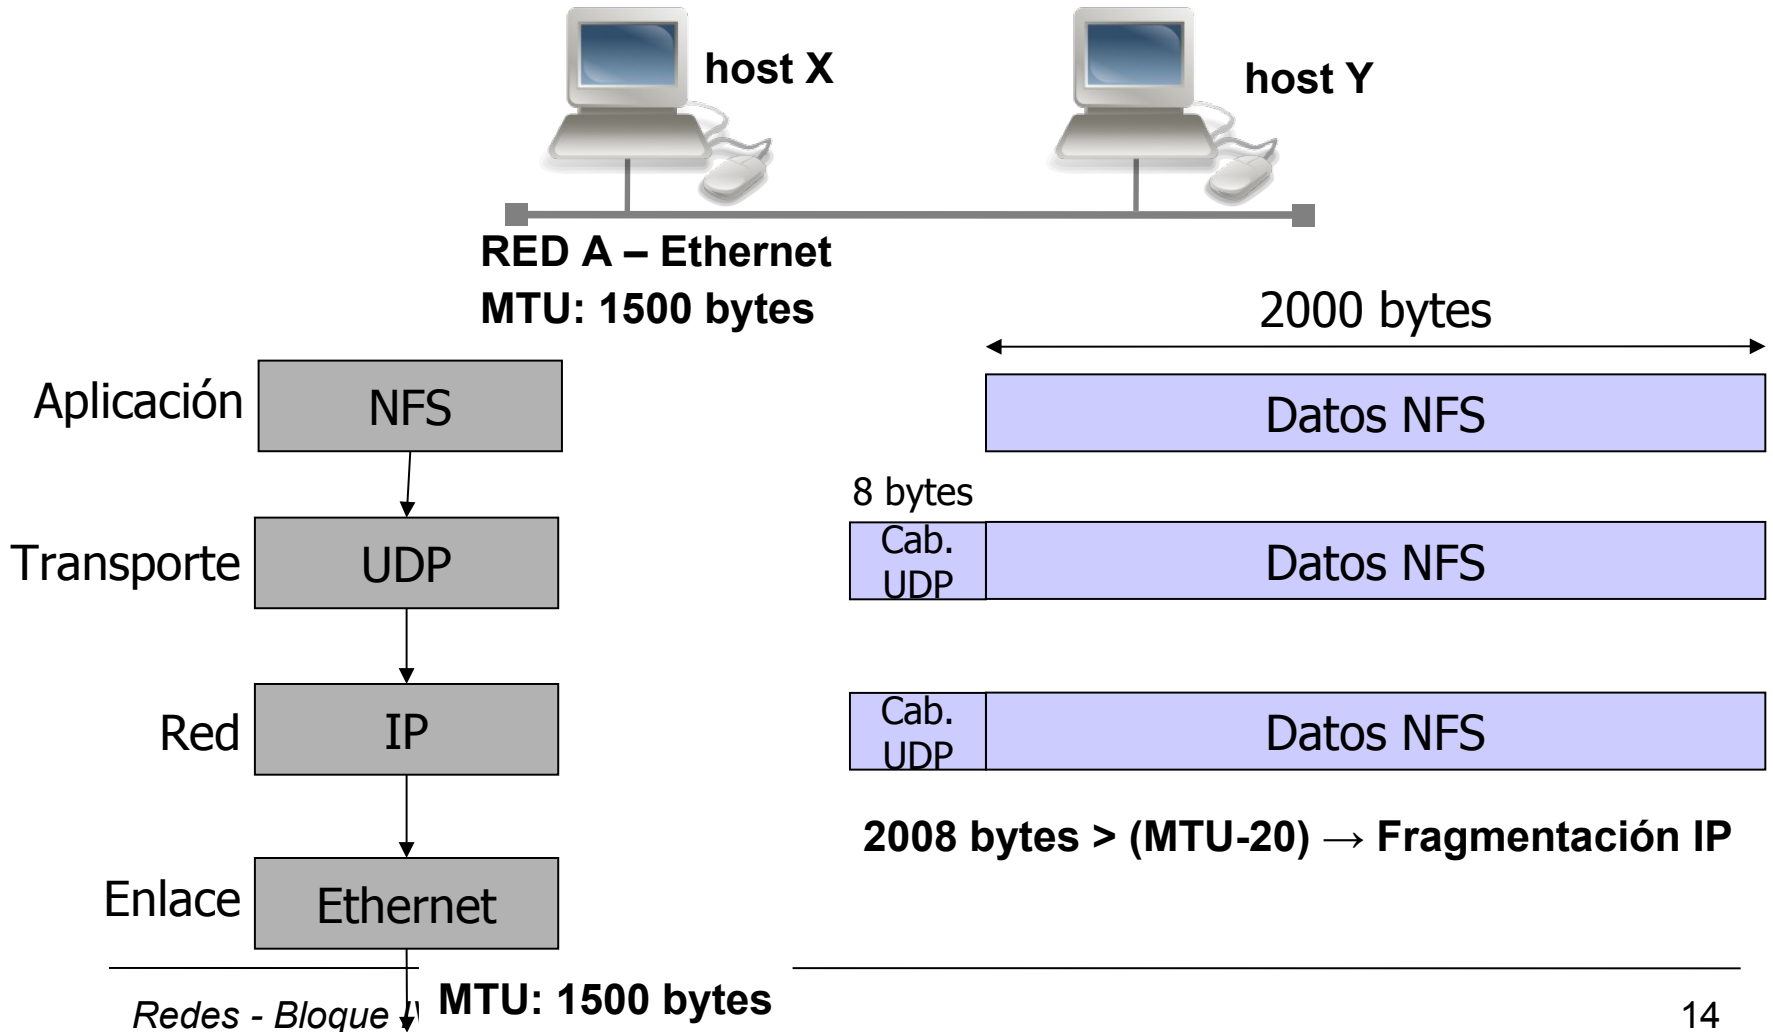 host X
host Y
RED A – Ethernet
MTU: 1500 bytes
2000 bytes
Aplicación
NFS
Datos NFS
8 bytes
Transporte
UDP
Cab.
UDP
Datos NFS
Red
IP
Cab.
UDP
Datos NFS
2008 bytes > (MTU-20) → Fragmentación IP
Enlace
Ethernet
MTU: 1500 bytes
Redes - Bloque
14